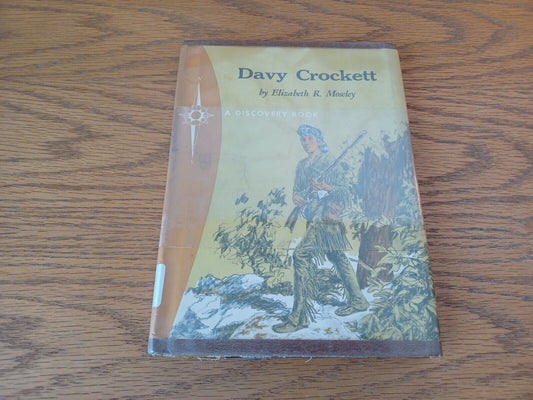 Davy Crockett
by Elizabeth R. Moseley
A DISCOVERY BOOK